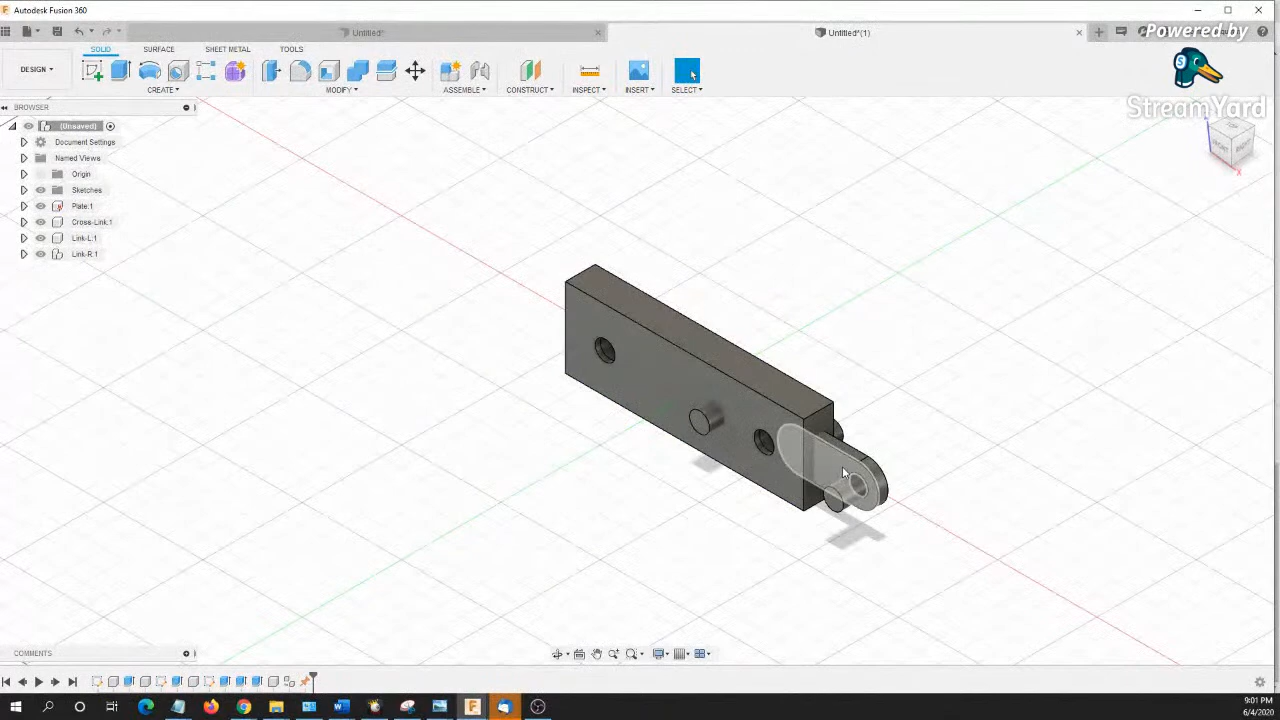 Autodesk Fusion 360
Untitled*
Untitled*(1)
Powered by
StreamYard
SOLID
SURFACE
SHEET METAL
TOOLS
DESIGN
CREATE
MODIFY
ASSEMBLE
CONSTRUCT
INSPECT
INSERT
SELECT
BROWSER
(Unsaved)
Document Settings
Named Views
Origin
Sketches
Plate:1
Cross-Link:1
Link-L:1
Link-R:1
FRONT
RIGHT
X
COMMENTS
9:01 PM
6/4/2020